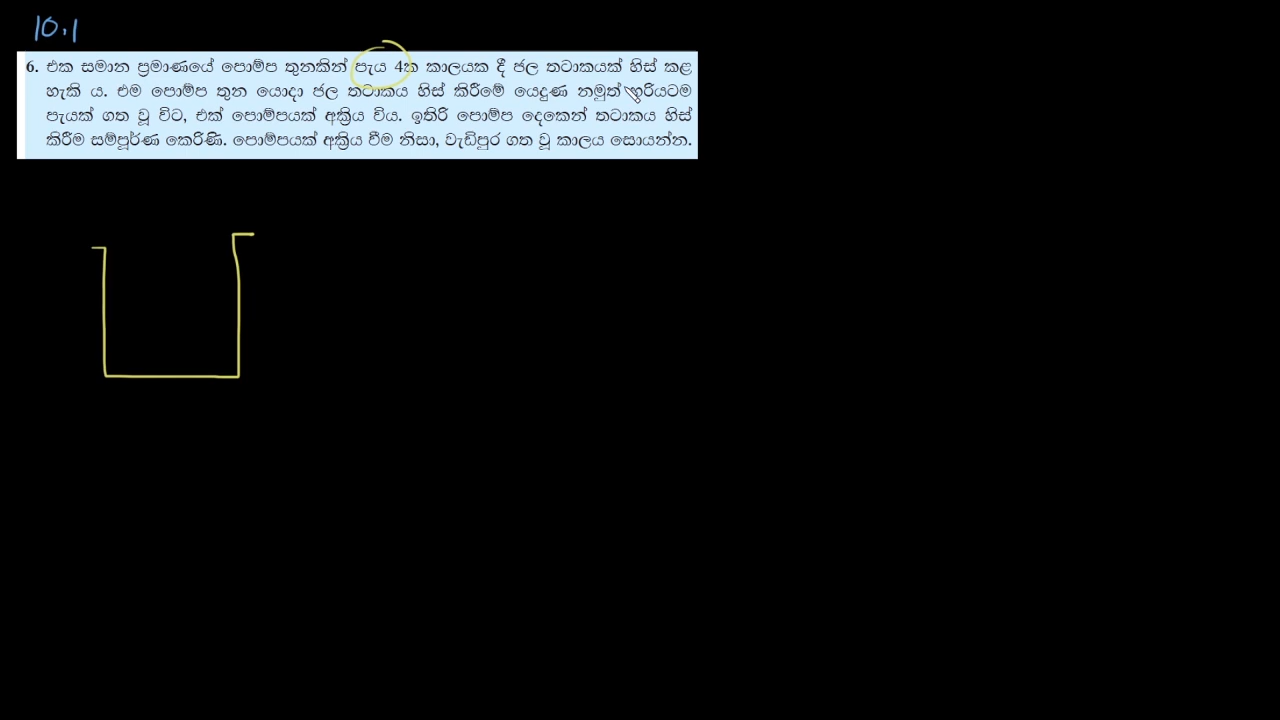 10.1
6. එක සමාන ප්‍රමාණයේ පොම්ප තුනකින් පැය 4ක කාලයක දී ජල තටාකයක් හිස් කළ
හැකි ය. එම පොම්ප තුන යොදා ජල තටාකය හිස් කිරීමේ යෙදුණ නමුත් හරියටම
පැයක් ගත වූ විට, එක් පොම්පයක් අක්‍රිය විය. ඉතිරි පොම්ප දෙකෙන් තටාකය හිස්
කිරීම සම්පූර්ණ කෙරිණි. පොම්පයක් අක්‍රිය වීම නිසා, වැඩිපුර ගත වූ කාලය සොයන්න.